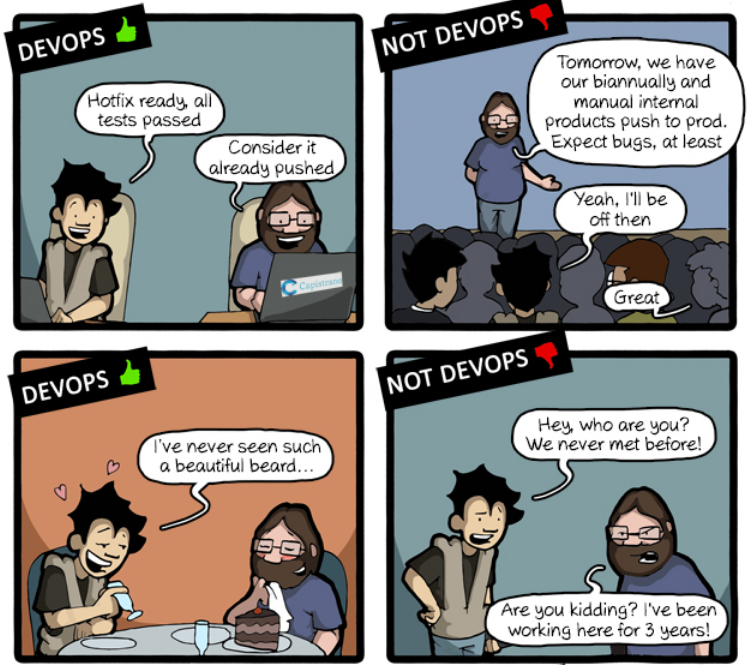 DEVOPS
Hotfix ready, all
tests passed
Consider it
already pushed
Capistrano
NOT DEVOPS
Tomorrow, we have
our biannually and
manual internal
products push to prod.
Expect bugs, at least
Yeah, I'll be
off then
Great
DEVOPS
I've never seen such
a beautiful beard...
NOT DEVOPS
Hey, who are you?
We never met before!
Are you kidding? I've been
working here for 3 years!